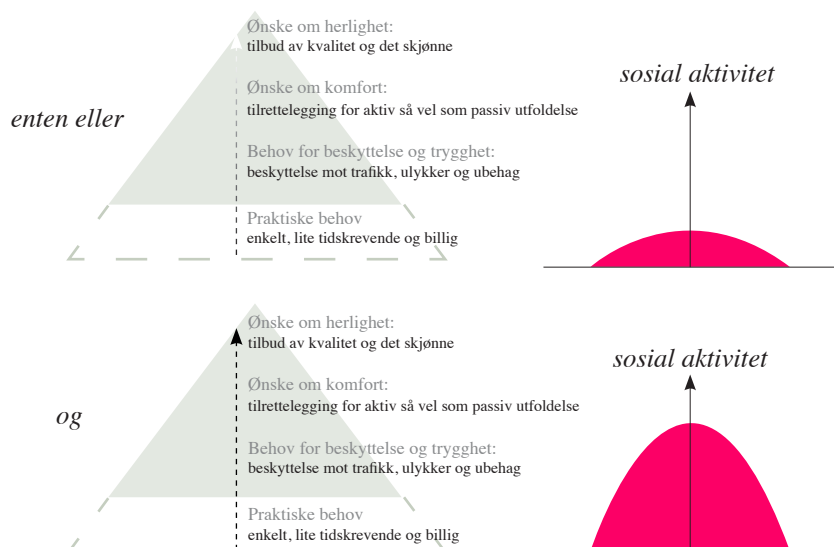 Ønske om herlighet:
tilbud av kvalitet og det skjønne
Ønske om komfort:
tilrettelegging for aktiv så vel som passiv utfoldelse
enten eller
Behov for beskyttelse og trygghet:
beskyttelse mot trafikk, ulykker og ubehag
Praktiske behov
enkelt, lite tidskrevende og billig
sosial aktivitet
Ønske om herlighet:
tilbud av kvalitet og det skjønne
Ønske om komfort:
tilrettelegging for aktiv så vel som passiv utfoldelse
og
Behov for beskyttelse og trygghet:
beskyttelse mot trafikk, ulykker og ubehag
Praktiske behov
enkelt, lite tidskrevende og billig
sosial aktivitet